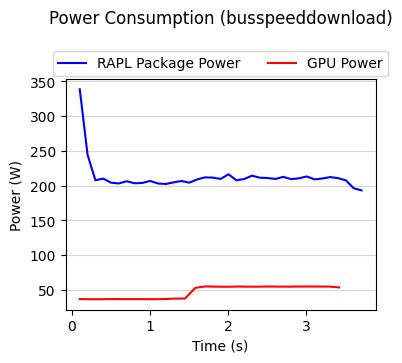 Power Consumption (busspeeddownload)
RAPL Package Power
GPU Power
350
300
250
200
150
100
50
Power (W)
0
1
2
3
Time (s)